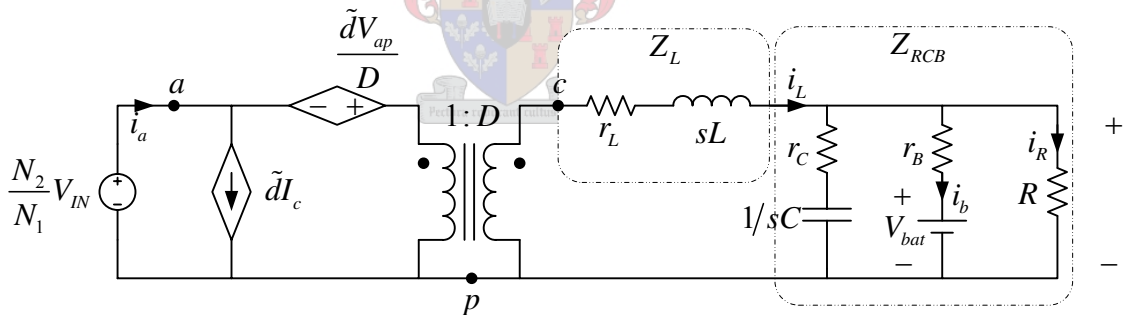 d̃V_ap / D
Z_L
Z_RCB
a
c
i_L
− +
1 : D
i_a
r_L
sL
r_C
r_B
i_R
+
N_2 / N_1 V_IN
+
−
d̃I_c
+
i_b
R
1/sC
V_bat
−
−
p